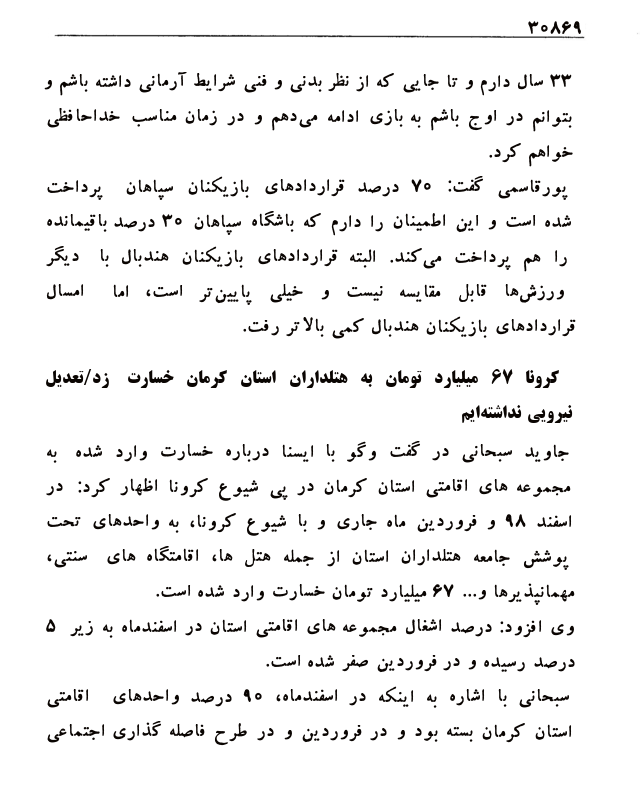 ۳۰۸۶۹
۳۳ سال دارم و تا جایی که از نظر بدنی و فنی شرایط آرمانی داشته باشم و
بتوانم در اوج باشم به بازی ادامه می‌دهم و در زمان مناسب خداحافظی
خواهم کرد.
پورقاسمی گفت: ۷۰ درصد قراردادهای بازیکنان سپاهان پرداخت
شده است و این اطمینان را دارم که باشگاه سپاهان ۳۰ درصد باقیمانده
را هم پرداخت می‌کند. البته قراردادهای بازیکنان هندبال با دیگر
ورزش‌ها قابل مقایسه نیست و خیلی پایین‌تر است، اما امسال
قراردادهای بازیکنان هندبال کمی بالاتر رفت.
کرونا ۶۷ میلیارد تومان به هتلداران استان کرمان خسارت زد/تعدیل
نیرویی نداشته‌ایم
جاوید سبحانی در گفت وگو با ایسنا درباره خسارت وارد شده به
مجموعه های اقامتی استان کرمان در پی شیوع کرونا اظهار کرد: در
اسفند ۹۸ و فروردین ماه جاری و با شیوع کرونا، به واحدهای تحت
پوشش جامعه هتلداران استان از جمله هتل ها، اقامتگاه های سنتی،
مهمانپذیرها و... ۶۷ میلیارد تومان خسارت وارد شده است.
وی افزود: درصد اشغال مجموعه های اقامتی استان در اسفندماه به زیر ۵
درصد رسیده و در فروردین صفر شده است.
سبحانی با اشاره به اینکه در اسفندماه، ۹۰ درصد واحدهای اقامتی
استان کرمان بسته بود و در فروردین و در طرح فاصله گذاری اجتماعی